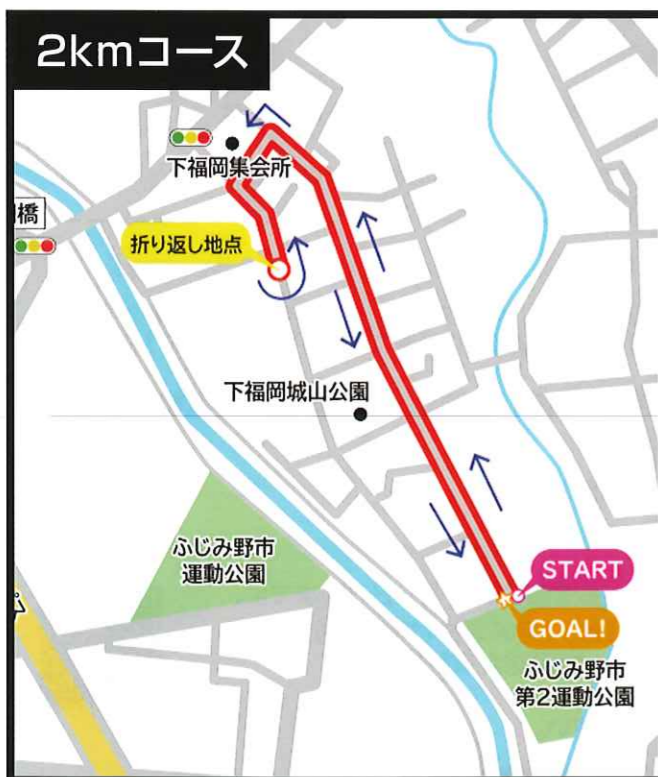 2kmコース
下福岡集会所
橋
折り返し地点
下福岡城山公園
ふじみ野市
運動公園
START
GOAL!
ふじみ野市
第2運動公園